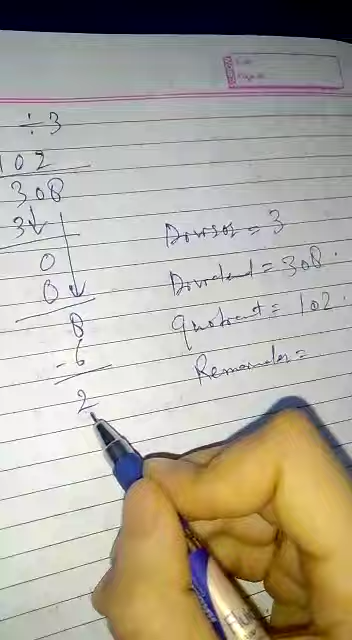 ÷3
102
308
3
0
0
8
-6
2
Divisor = 3
Dividend = 308.
Quotient = 102.
Remainder =